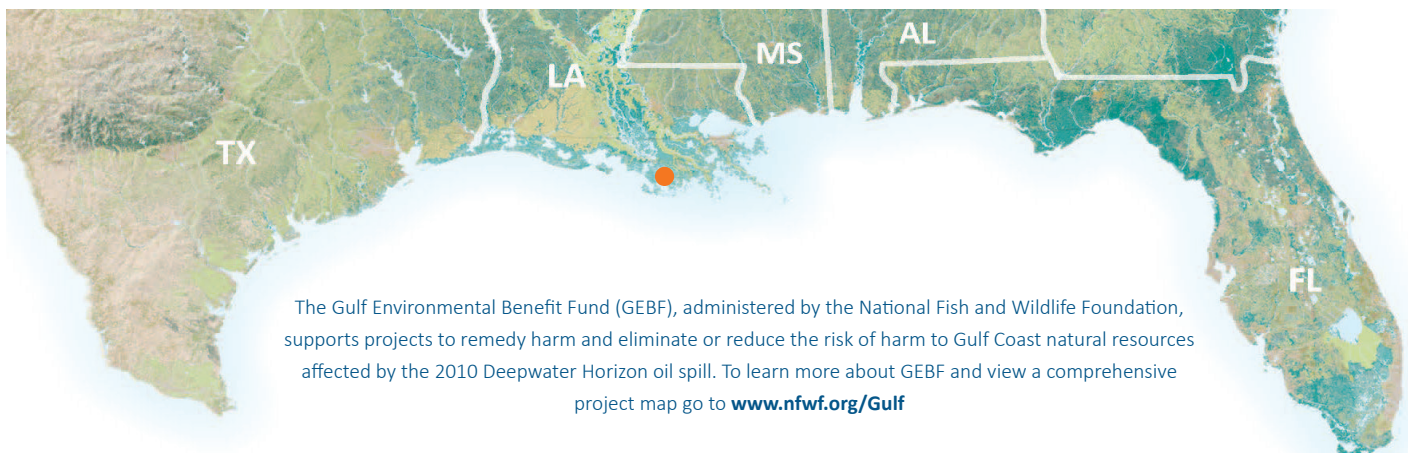 AL
MS
LA
TX
FL
The Gulf Environmental Benefit Fund (GEBF), administered by the National Fish and Wildlife Foundation,
supports projects to remedy harm and eliminate or reduce the risk of harm to Gulf Coast natural resources
affected by the 2010 Deepwater Horizon oil spill. To learn more about GEBF and view a comprehensive
project map go to www.nfwf.org/Gulf